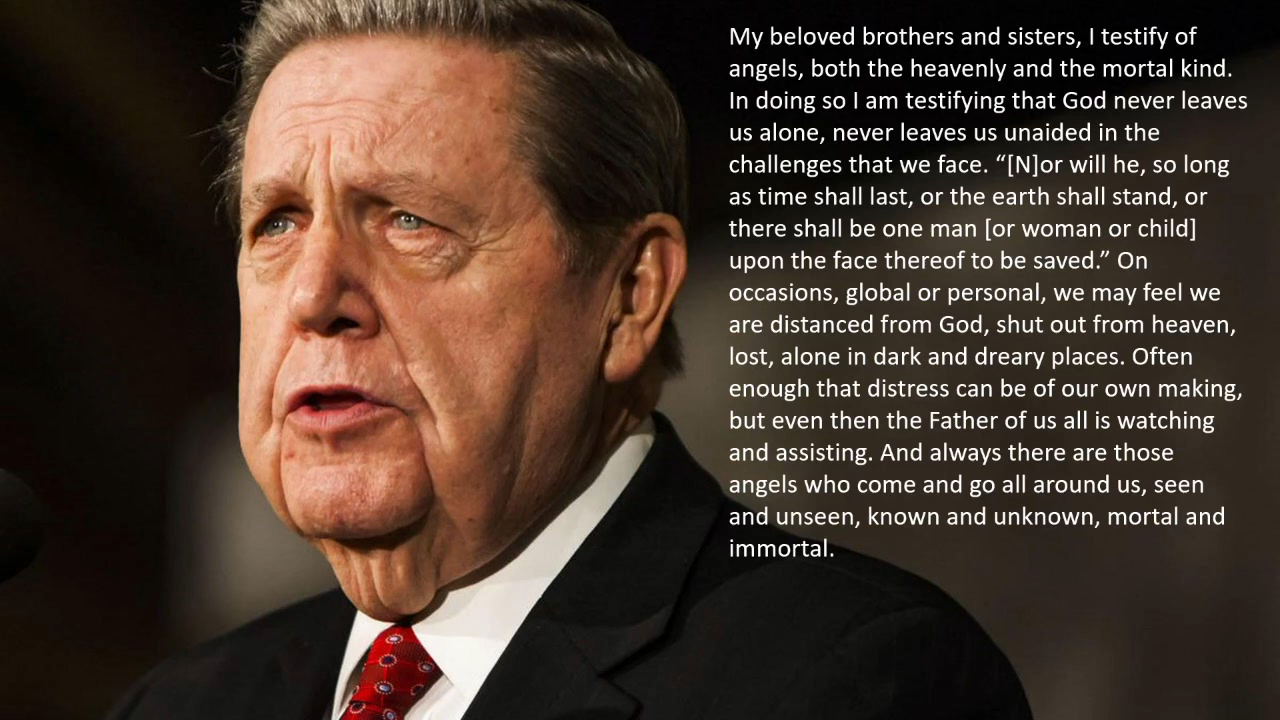 My beloved brothers and sisters, I testify of
angels, both the heavenly and the mortal kind.
In doing so I am testifying that God never leaves
us alone, never leaves us unaided in the
challenges that we face. “[N]or will he, so long
as time shall last, or the earth shall stand, or
there shall be one man [or woman or child]
upon the face thereof to be saved.” On
occasions, global or personal, we may feel we
are distanced from God, shut out from heaven,
lost, alone in dark and dreary places. Often
enough that distress can be of our own making,
but even then the Father of us all is watching
and assisting. And always there are those
angels who come and go all around us, seen
and unseen, known and unknown, mortal and
immortal.